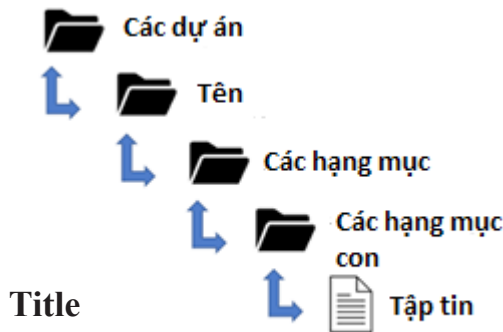 Các dự án
Tên
Các hạng mục
Các hạng mục
con
Title
Tập tin